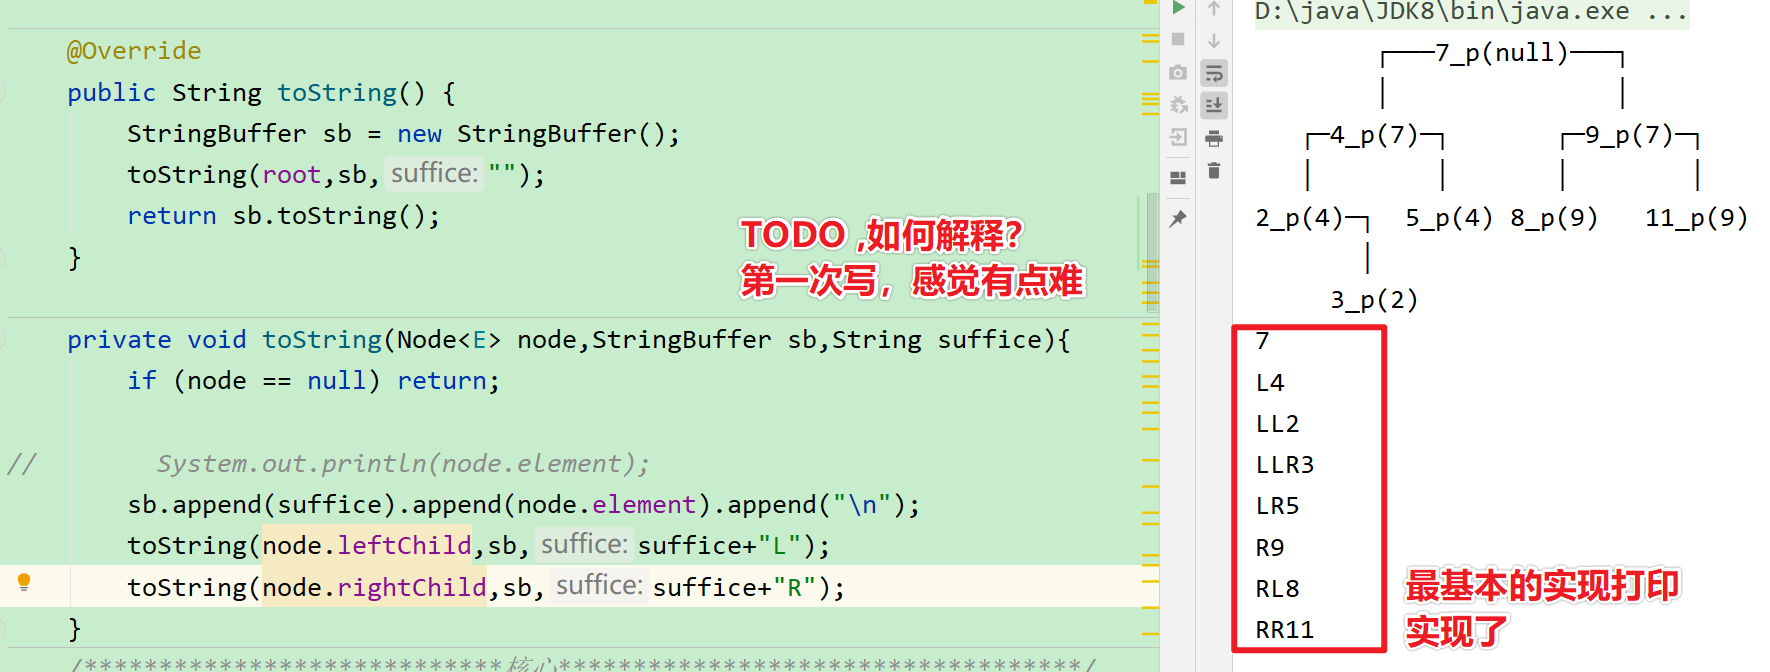 @Override
public String toString() {
StringBuffer sb = new StringBuffer();
toString(root,sb, suffice: "");
return sb.toString();
}
TODO ,如何解释?
第一次写，感觉有点难
private void toString(Node<E> node,StringBuffer sb,String suffice){
if (node == null) return;
// System.out.println(node.element);
sb.append(suffice).append(node.element).append("\n");
toString(node.leftChild,sb, suffice: suffice+"L");
toString(node.rightChild,sb, suffice: suffice+"R");
}
/****************************核心***********************************/
D:\java\JDK8\bin\java.exe ...
┌───7_p(null)───┐
│ │
┌─4_p(7)─┐ ┌─9_p(7)─┐
│ │ │ │
2_p(4)─┐ 5_p(4) 8_p(9) 11_p(9)
│
3_p(2)
7
L4
LL2
LLR3
LR5
R9
RL8
RR11
最基本的实现打印
实现了